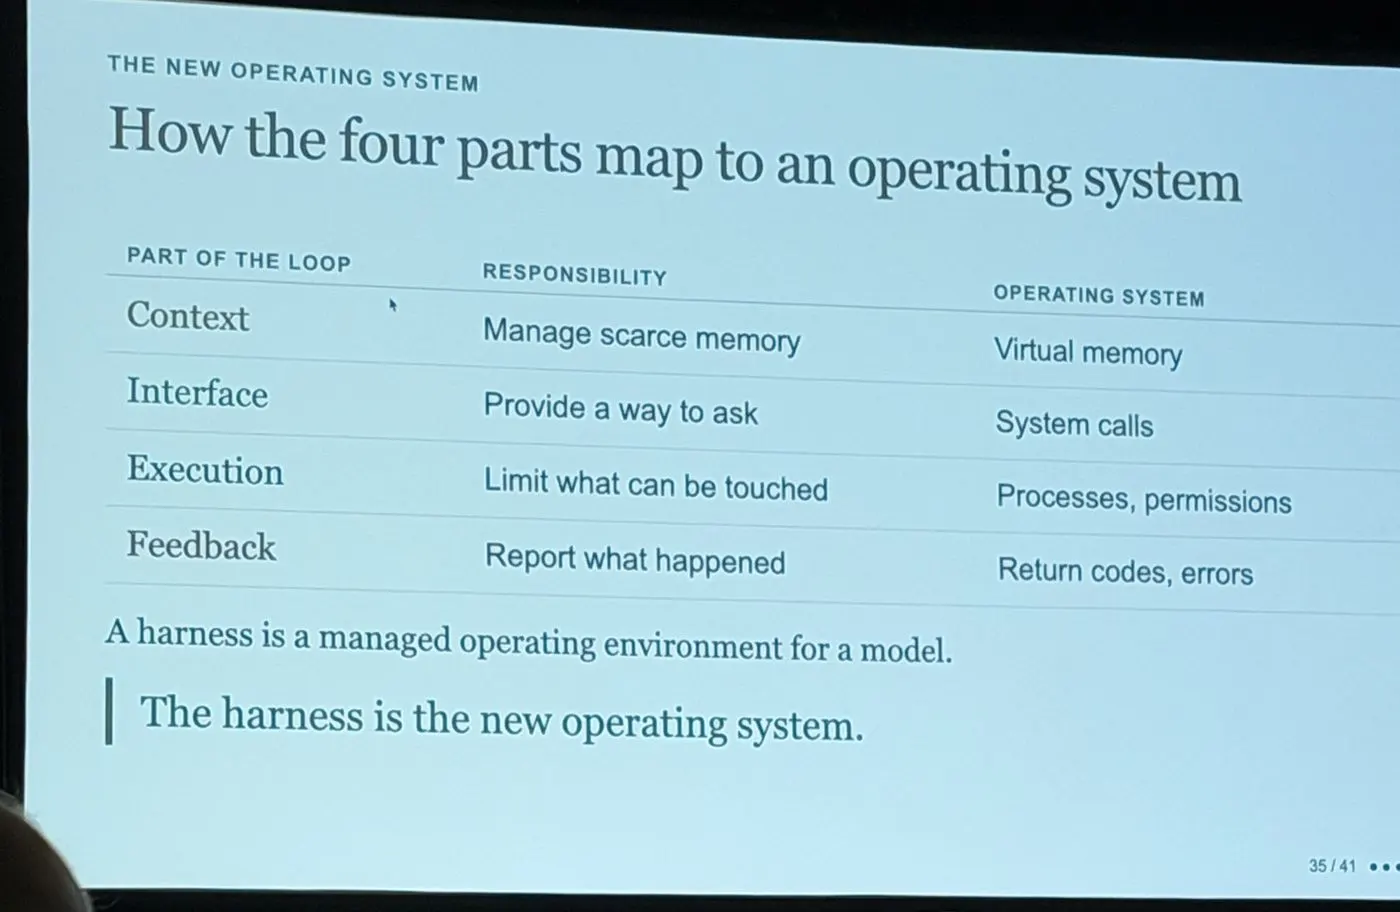 THE NEW OPERATING SYSTEM
How the four parts map to an operating system
PART OF THE LOOP RESPONSIBILITY OPERATING SYSTEM
Context Manage scarce memory Virtual memory
Interface Provide a way to ask System calls
Execution Limit what can be touched Processes, permissions
Feedback Report what happened Return codes, errors
A harness is a managed operating environment for a model.
The harness is the new operating system.
35 / 41